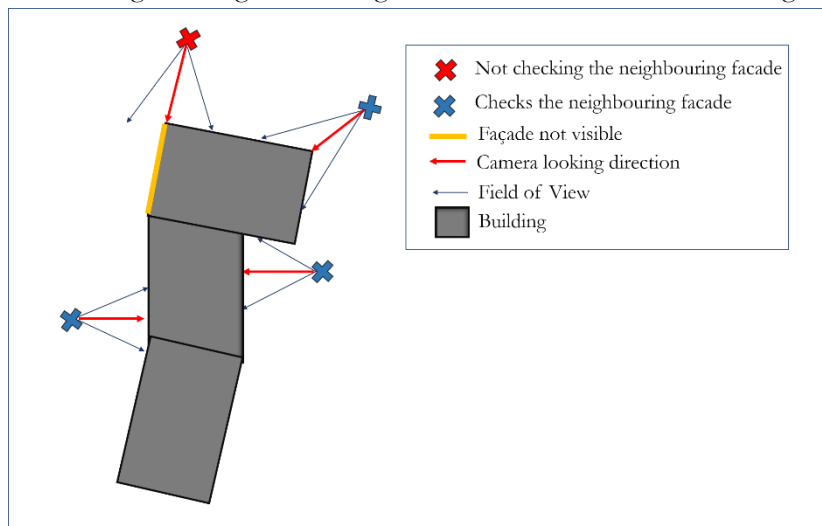 Not checking the neighbouring facade
Checks the neighbouring facade
Façade not visible
Camera looking direction
Field of View
Building